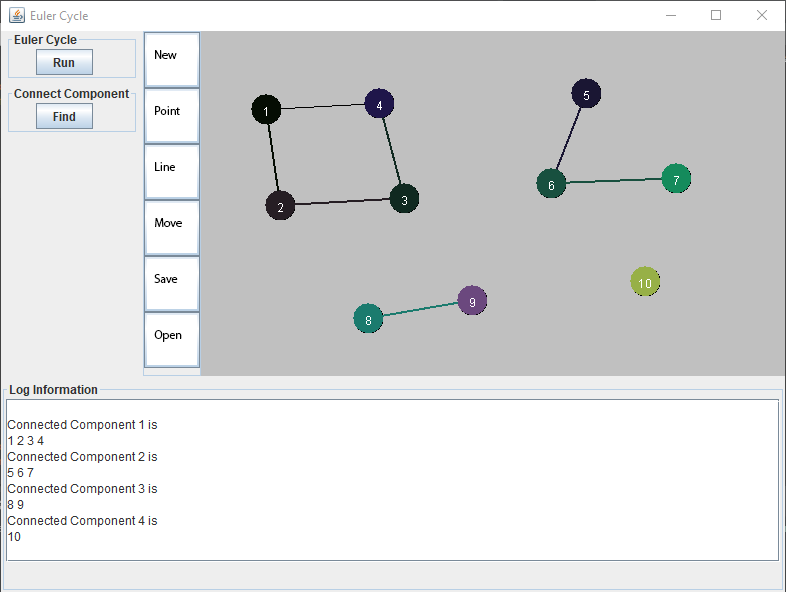 Euler Cycle
Euler Cycle
Run
Connect Component
Find
New
Point
Line
Move
Save
Open
1
4
2
3
5
6
7
8
9
10
Log Information
Connected Component 1 is
1 2 3 4
Connected Component 2 is
5 6 7
Connected Component 3 is
8 9
Connected Component 4 is
10